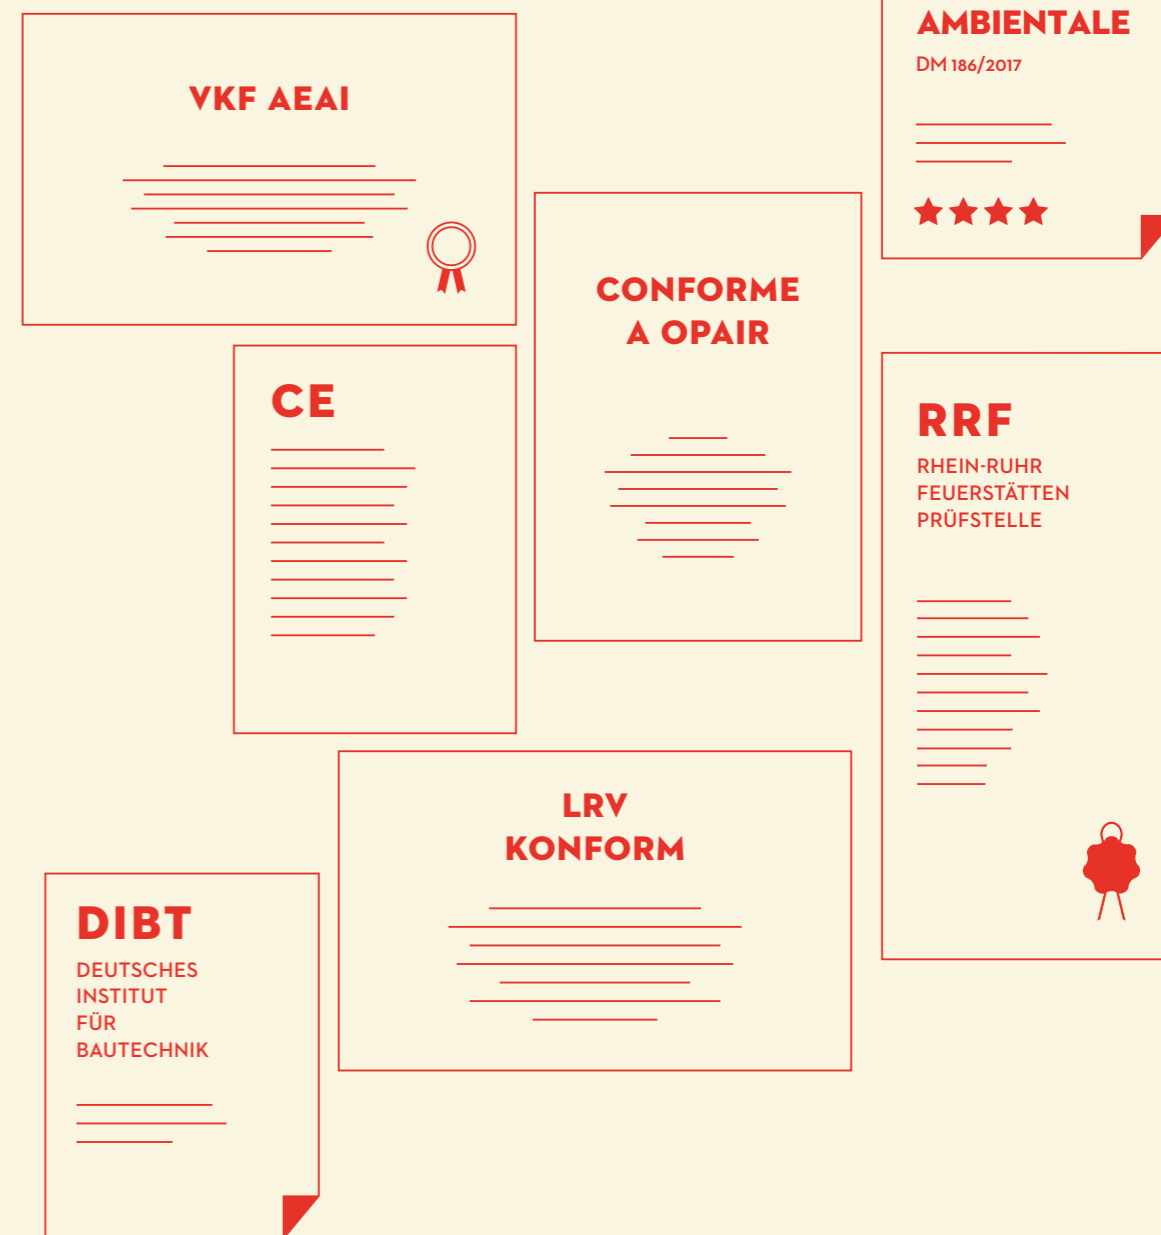 VKF AEAI
AMBIENTALE
DM 186/2017
CONFORME
A OPAIR
CE
RRF
RHEIN-RUHR
FEUERSTÄTTEN
PRÜFSTELLE
LRV
KONFORM
DIBT
DEUTSCHES
INSTITUT
FÜR
BAUTECHNIK